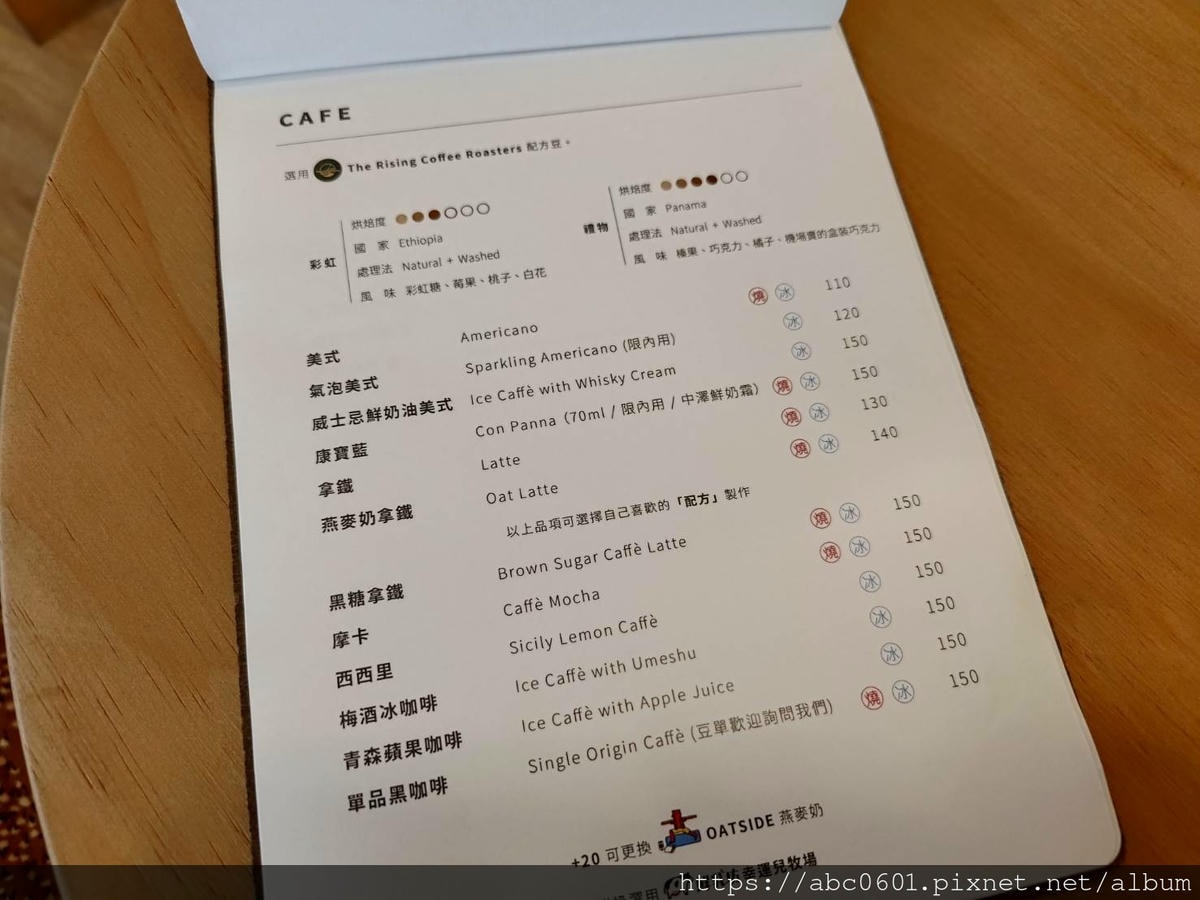 CAFE
選用 The Rising Coffee Roasters 配方豆。
彩虹
烘焙度
國 家 Ethiopia
處理法 Natural + Washed
風 味 彩虹糖、莓果、桃子、白花
禮物
烘焙度
國 家 Panama
處理法 Natural + Washed
風 味 榛果、巧克力、橘子、機場賣的盒裝巧克力
美式 Americano 燒 冰 110
氣泡美式 Sparkling Americano (限內用) 冰 120
威士忌鮮奶油美式 Ice Caffè with Whisky Cream 冰 150
康寶藍 Con Panna (70ml / 限內用 / 中澤鮮奶霜) 燒 冰 150
拿鐵 Latte 燒 冰 130
燕麥奶拿鐵 Oat Latte 燒 冰 140
以上品項可選擇自己喜歡的「配方」製作
黑糖拿鐵 Brown Sugar Caffè Latte 燒 冰 150
摩卡 Caffè Mocha 燒 冰 150
西西里 Sicily Lemon Caffè 冰 150
梅酒冰咖啡 Ice Caffè with Umeshu 冰 150
青森蘋果咖啡 Ice Caffè with Apple Juice 冰 150
單品黑咖啡 Single Origin Caffè (豆單歡迎詢問我們) 燒 冰 150
+20 可更換 OATSIDE 燕麥奶
選用 幸運兒牧場
https://abc0601.pixnet.net/album